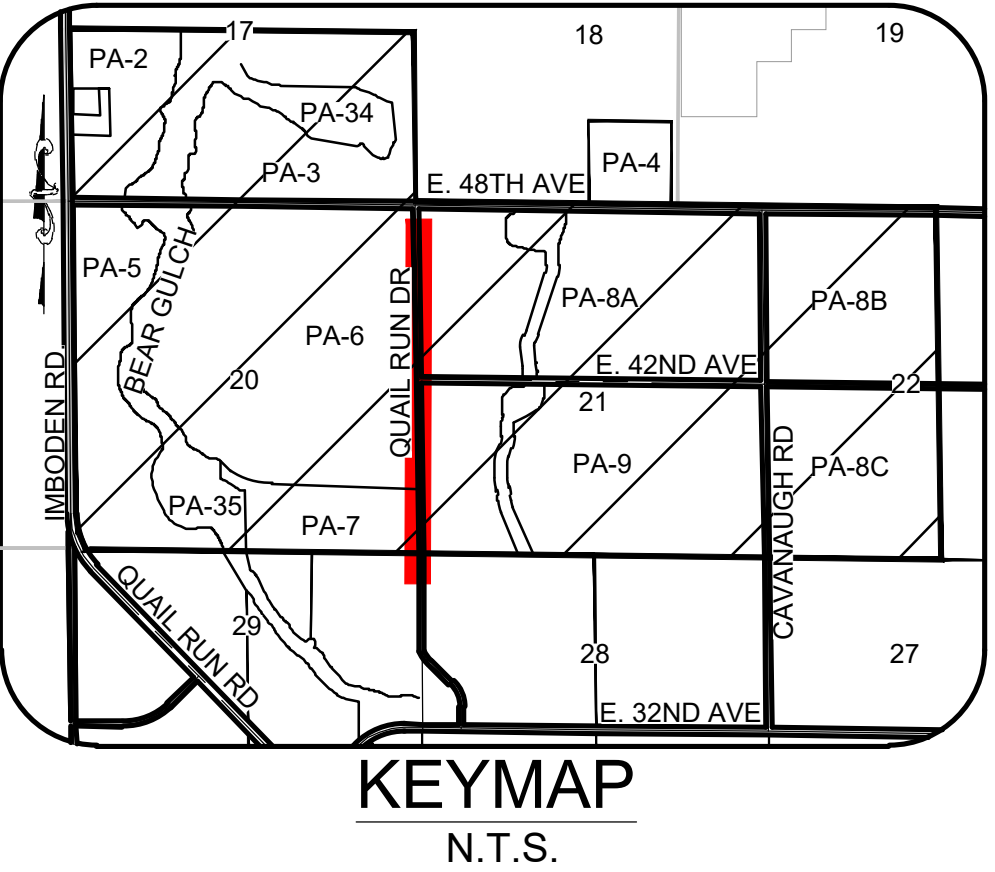 17
18
19
PA-2
PA-34
PA-3
PA-4
E. 48TH AVE
PA-5
BEAR GULCH
PA-6
QUAIL RUN DR
PA-8A
PA-8B
E. 42ND AVE
IMBODEN RD
20
21
22
PA-9
PA-8C
CAVANAUGH RD
PA-35
PA-7
QUAIL RUN RD
29
28
27
E. 32ND AVE
KEYMAP
N.T.S.